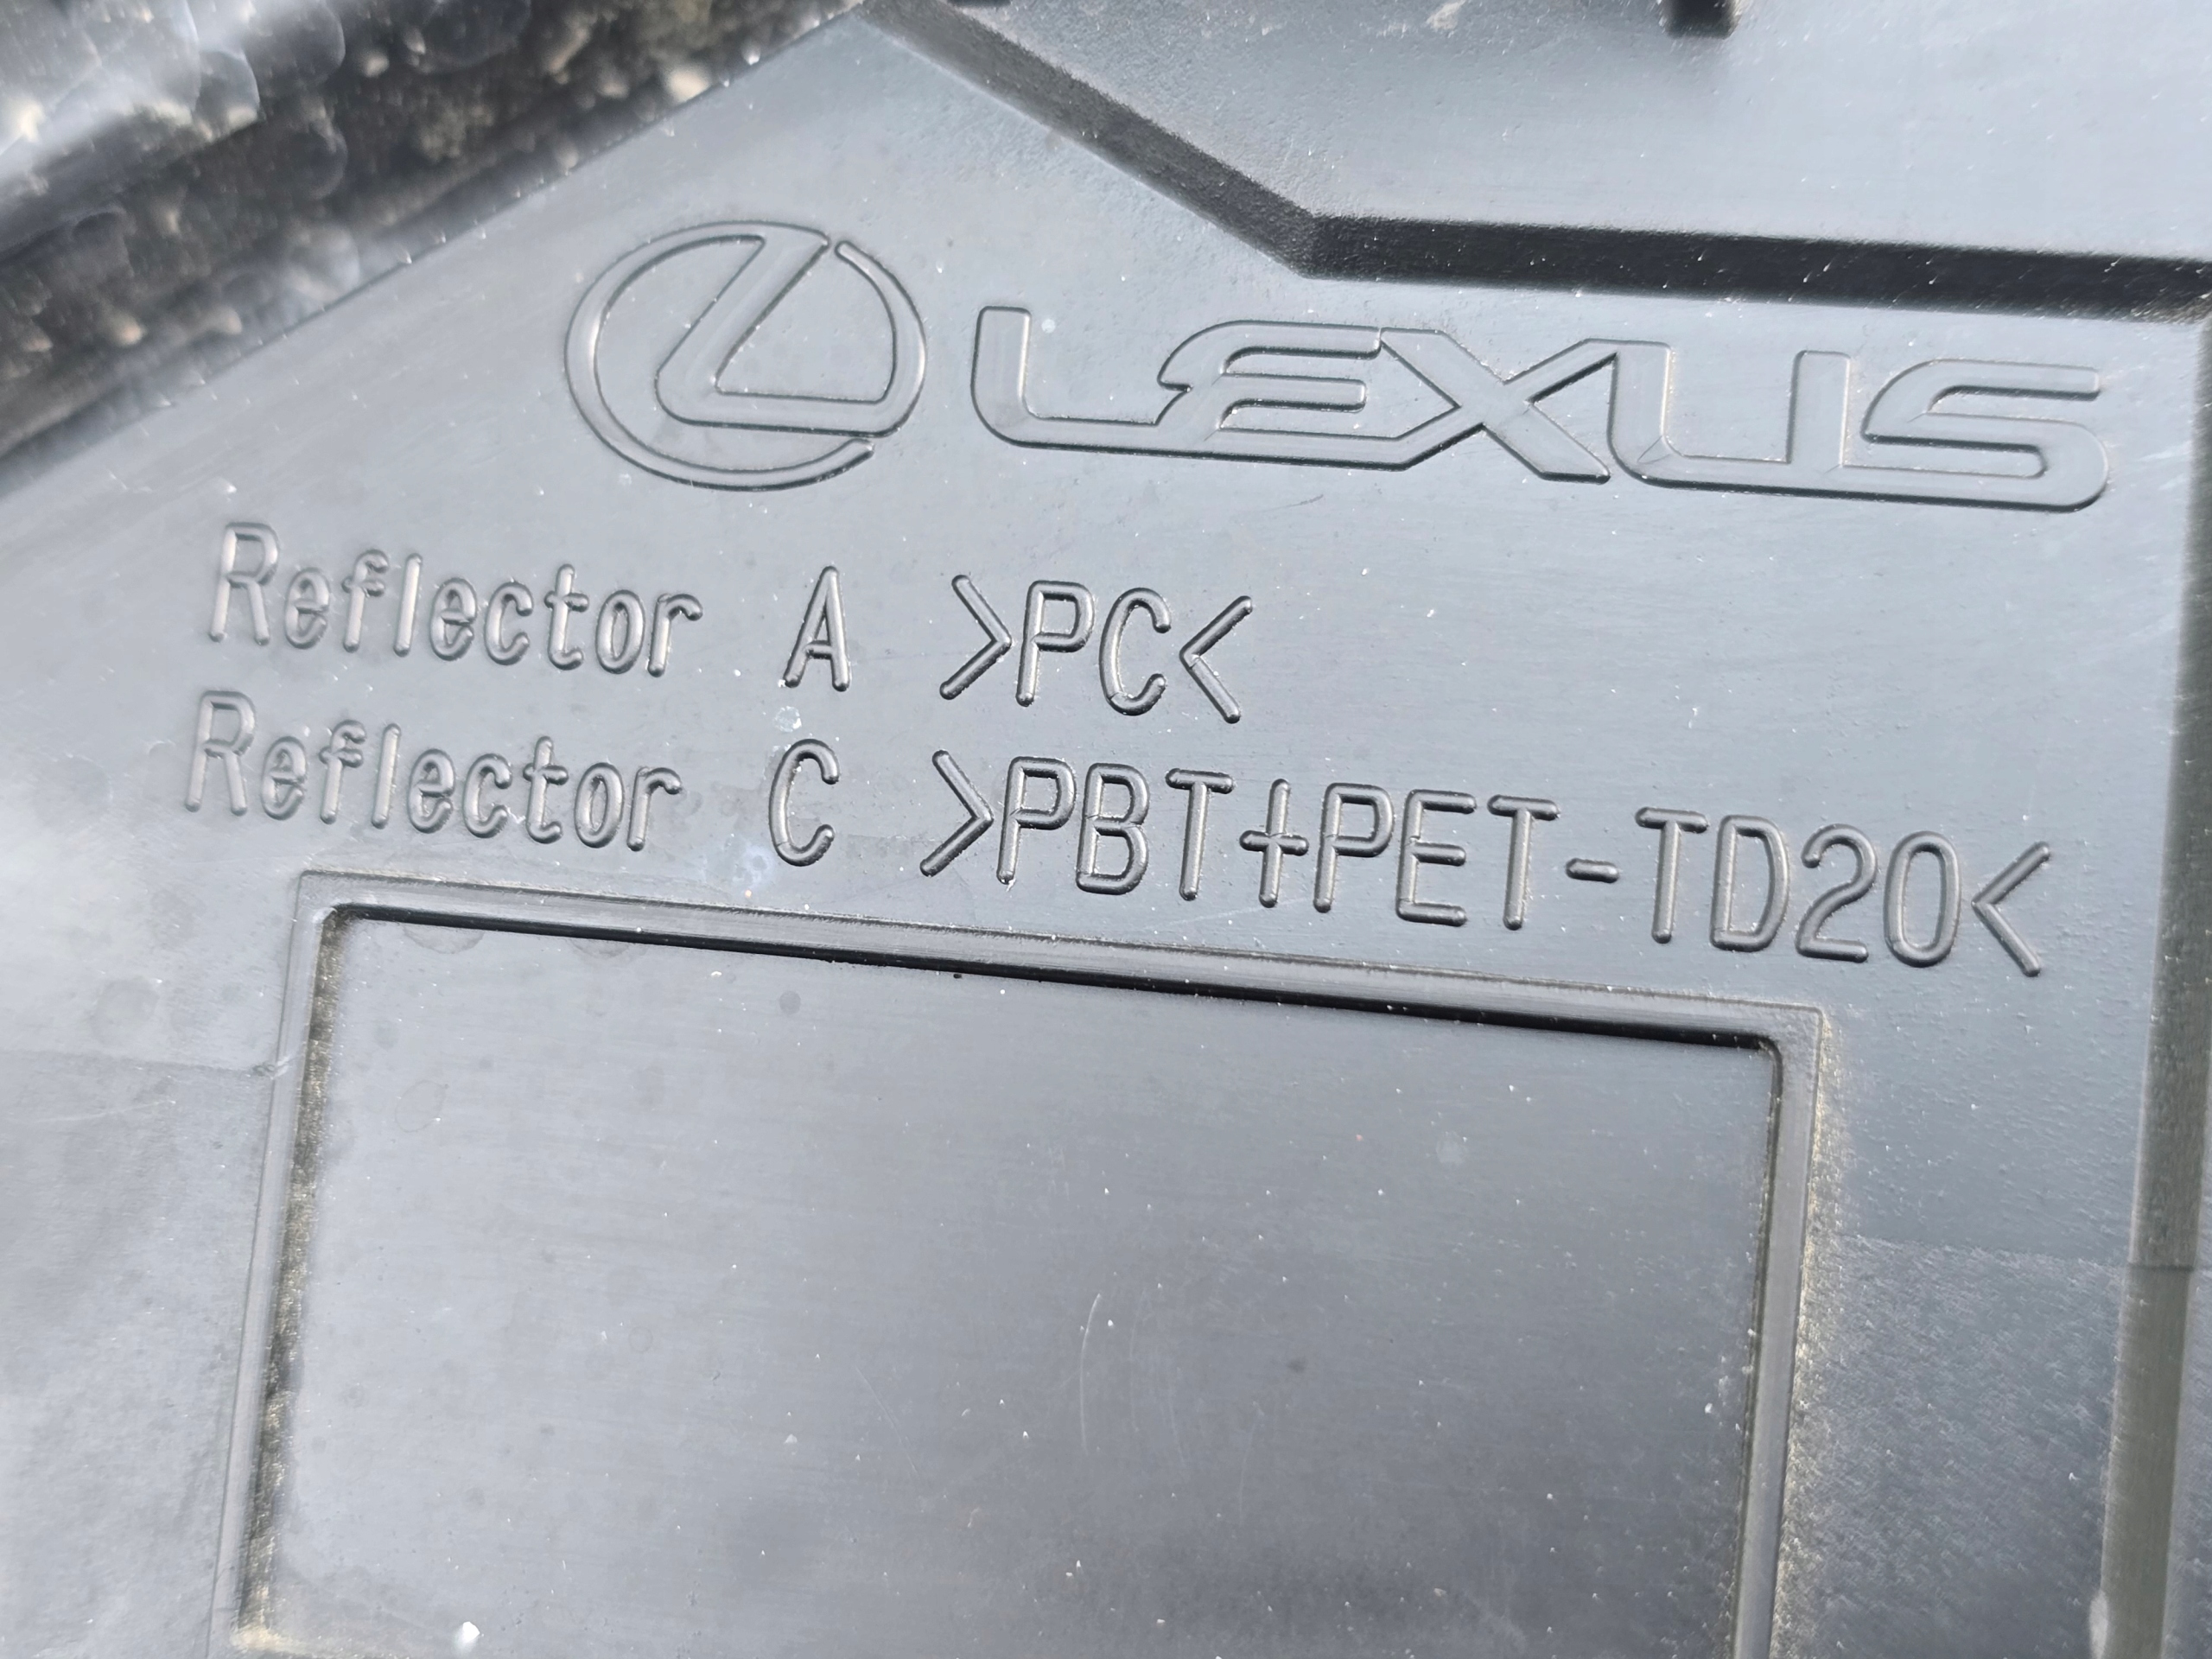 LEXUS
Reflector A >PC<
Reflector C >PBT+PET-TD20<